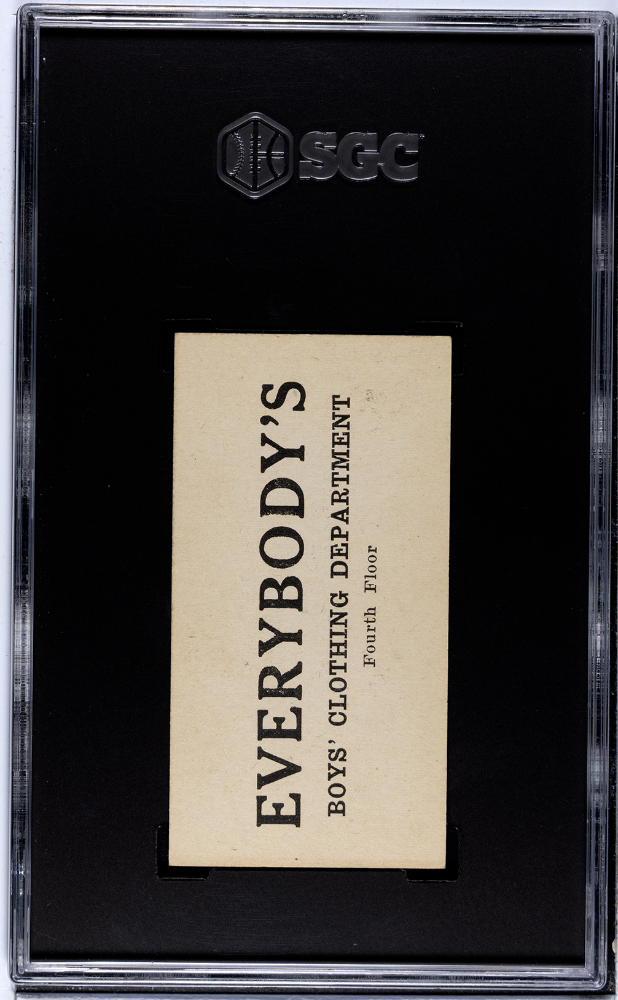 SGC
EVERYBODY'S
BOYS' CLOTHING DEPARTMENT
Fourth Floor